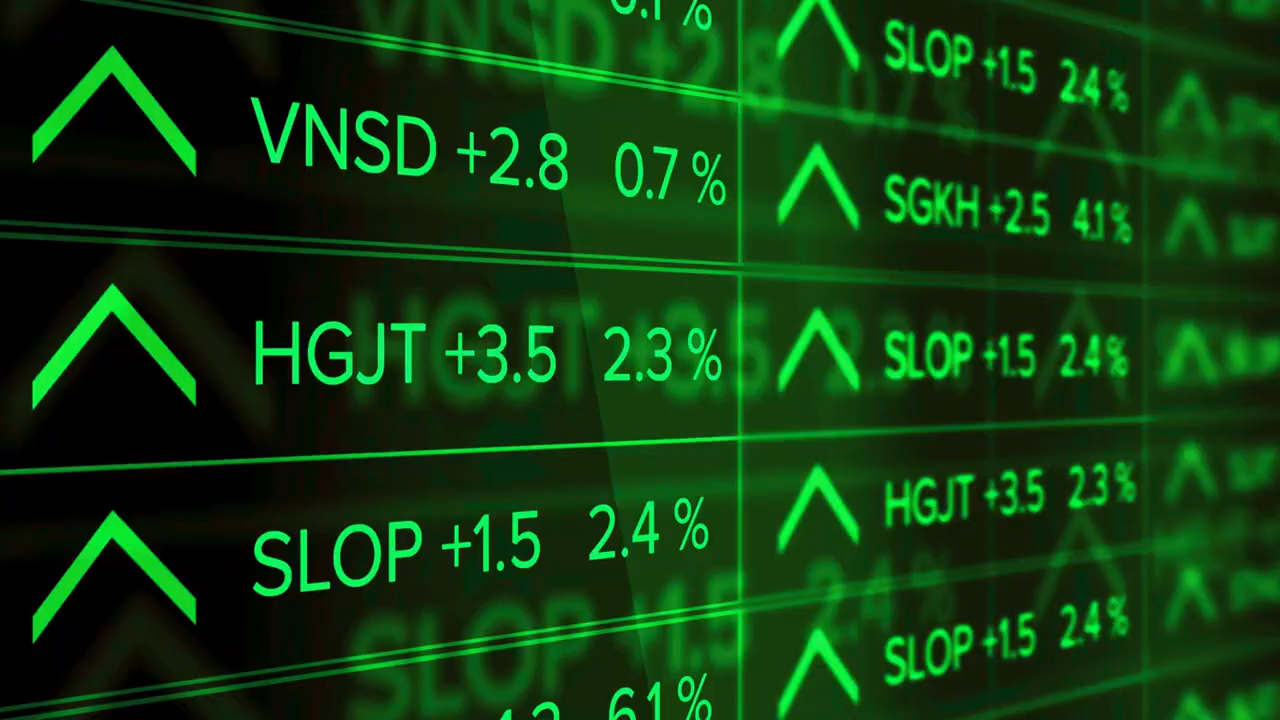 VNSD +2.8 0.7 %
HGJT +3.5 2.3 %
SLOP +1.5 2.4 %
6.1 %
SLOP +1.5 2.4 %
SGKH +2.5 4.1 %
SLOP +1.5 2.4 %
HGJT +3.5 2.3 %
SLOP +1.5 2.4 %